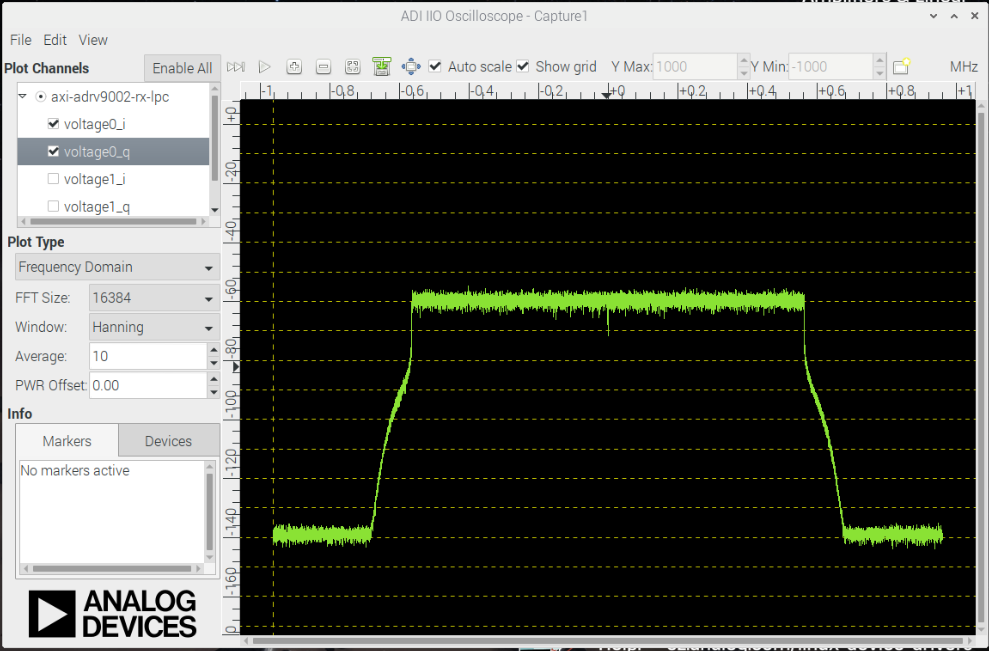 ADI IIO Oscilloscope - Capture1
File Edit View
Plot Channels
Enable All
Auto scale
Show grid
Y Max: 1000
Y Min: -1000
MHz
axi-adrv9002-rx-lpc
voltage0_i
voltage0_q
voltage1_i
voltage1_q
Plot Type
Frequency Domain
FFT Size: 16384
Window: Hanning
Average: 10
PWR Offset: 0.00
Info
Markers Devices
No markers active
ANALOG
DEVICES
-1 -0,8 -0,6 -0,4 -0,2 +0 +0,2 +0,4 +0,6 +0,8 +1
+0
-20
-40
-60
-80
-100
-120
-140
-160